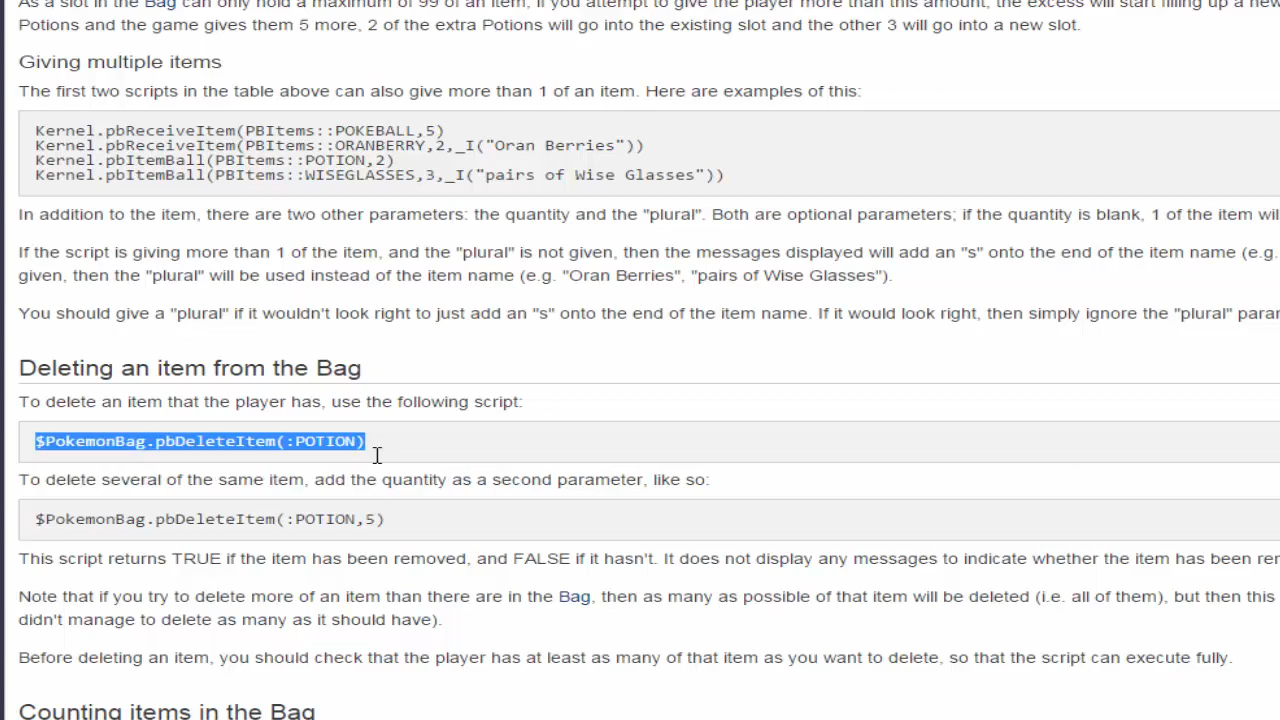 As a slot in the Bag can only hold a maximum of 99 of an item, if you attempt to give the player more than this amount, the excess will start filling up a new
Potions and the game gives them 5 more, 2 of the extra Potions will go into the existing slot and the other 3 will go into a new slot.
Giving multiple items
The first two scripts in the table above can also give more than 1 of an item. Here are examples of this:
Kernel.pbReceiveItem(PBItems::POKEBALL,5)
Kernel.pbReceiveItem(PBItems::ORANBERRY,2,_I("Oran Berries"))
Kernel.pbItemBall(PBItems::POTION,2)
Kernel.pbItemBall(PBItems::WISEGLASSES,3,_I("pairs of Wise Glasses"))
In addition to the item, there are two other parameters: the quantity and the "plural". Both are optional parameters; if the quantity is blank, 1 of the item wil
If the script is giving more than 1 of the item, and the "plural" is not given, then the messages displayed will add an "s" onto the end of the item name (e.g.
given, then the "plural" will be used instead of the item name (e.g. "Oran Berries", "pairs of Wise Glasses").
You should give a "plural" if it wouldn't look right to just add an "s" onto the end of the item name. If it would look right, then simply ignore the "plural" parar
Deleting an item from the Bag
To delete an item that the player has, use the following script:
$PokemonBag.pbDeleteItem(:POTION)
To delete several of the same item, add the quantity as a second parameter, like so:
$PokemonBag.pbDeleteItem(:POTION,5)
This script returns TRUE if the item has been removed, and FALSE if it hasn't. It does not display any messages to indicate whether the item has been rer
Note that if you try to delete more of an item than there are in the Bag, then as many as possible of that item will be deleted (i.e. all of them), but then this
didn't manage to delete as many as it should have).
Before deleting an item, you should check that the player has at least as many of that item as you want to delete, so that the script can execute fully.
Counting items in the Bag